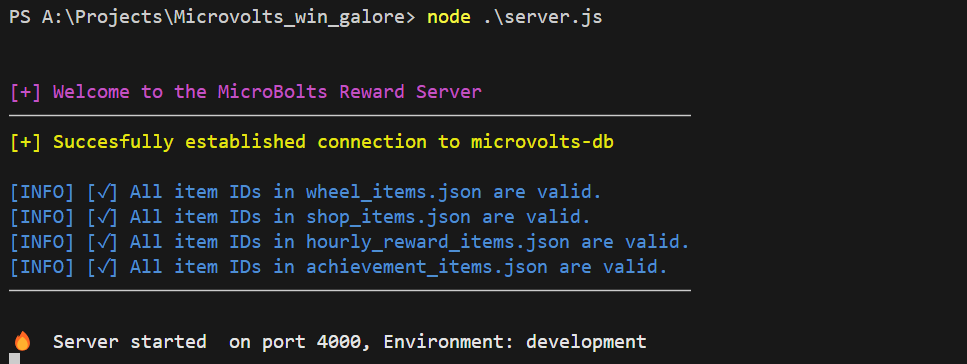 PS A:\Projects\Microvolts_win_galore> node .\server.js
[+] Welcome to the MicroBolts Reward Server
[+] Succesfully established connection to microvolts-db
[INFO] [✓] All item IDs in wheel_items.json are valid.
[INFO] [✓] All item IDs in shop_items.json are valid.
[INFO] [✓] All item IDs in hourly_reward_items.json are valid.
[INFO] [✓] All item IDs in achievement_items.json are valid.
🔥 Server started  on port 4000, Environment: development